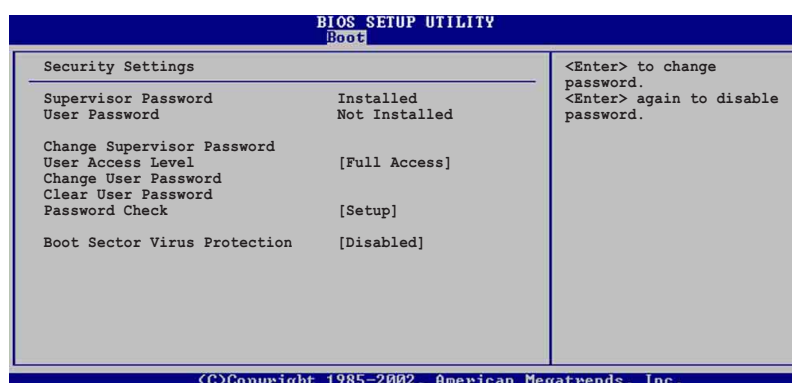 BIOS SETUP UTILITY
Boot
Security Settings
Supervisor Password Installed
User Password Not Installed
Change Supervisor Password
User Access Level [Full Access]
Change User Password
Clear User Password
Password Check [Setup]
Boot Sector Virus Protection [Disabled]
<Enter> to change
password.
<Enter> again to disable
password.
(C)Copyright 1985-2002, American Megatrends, Inc.